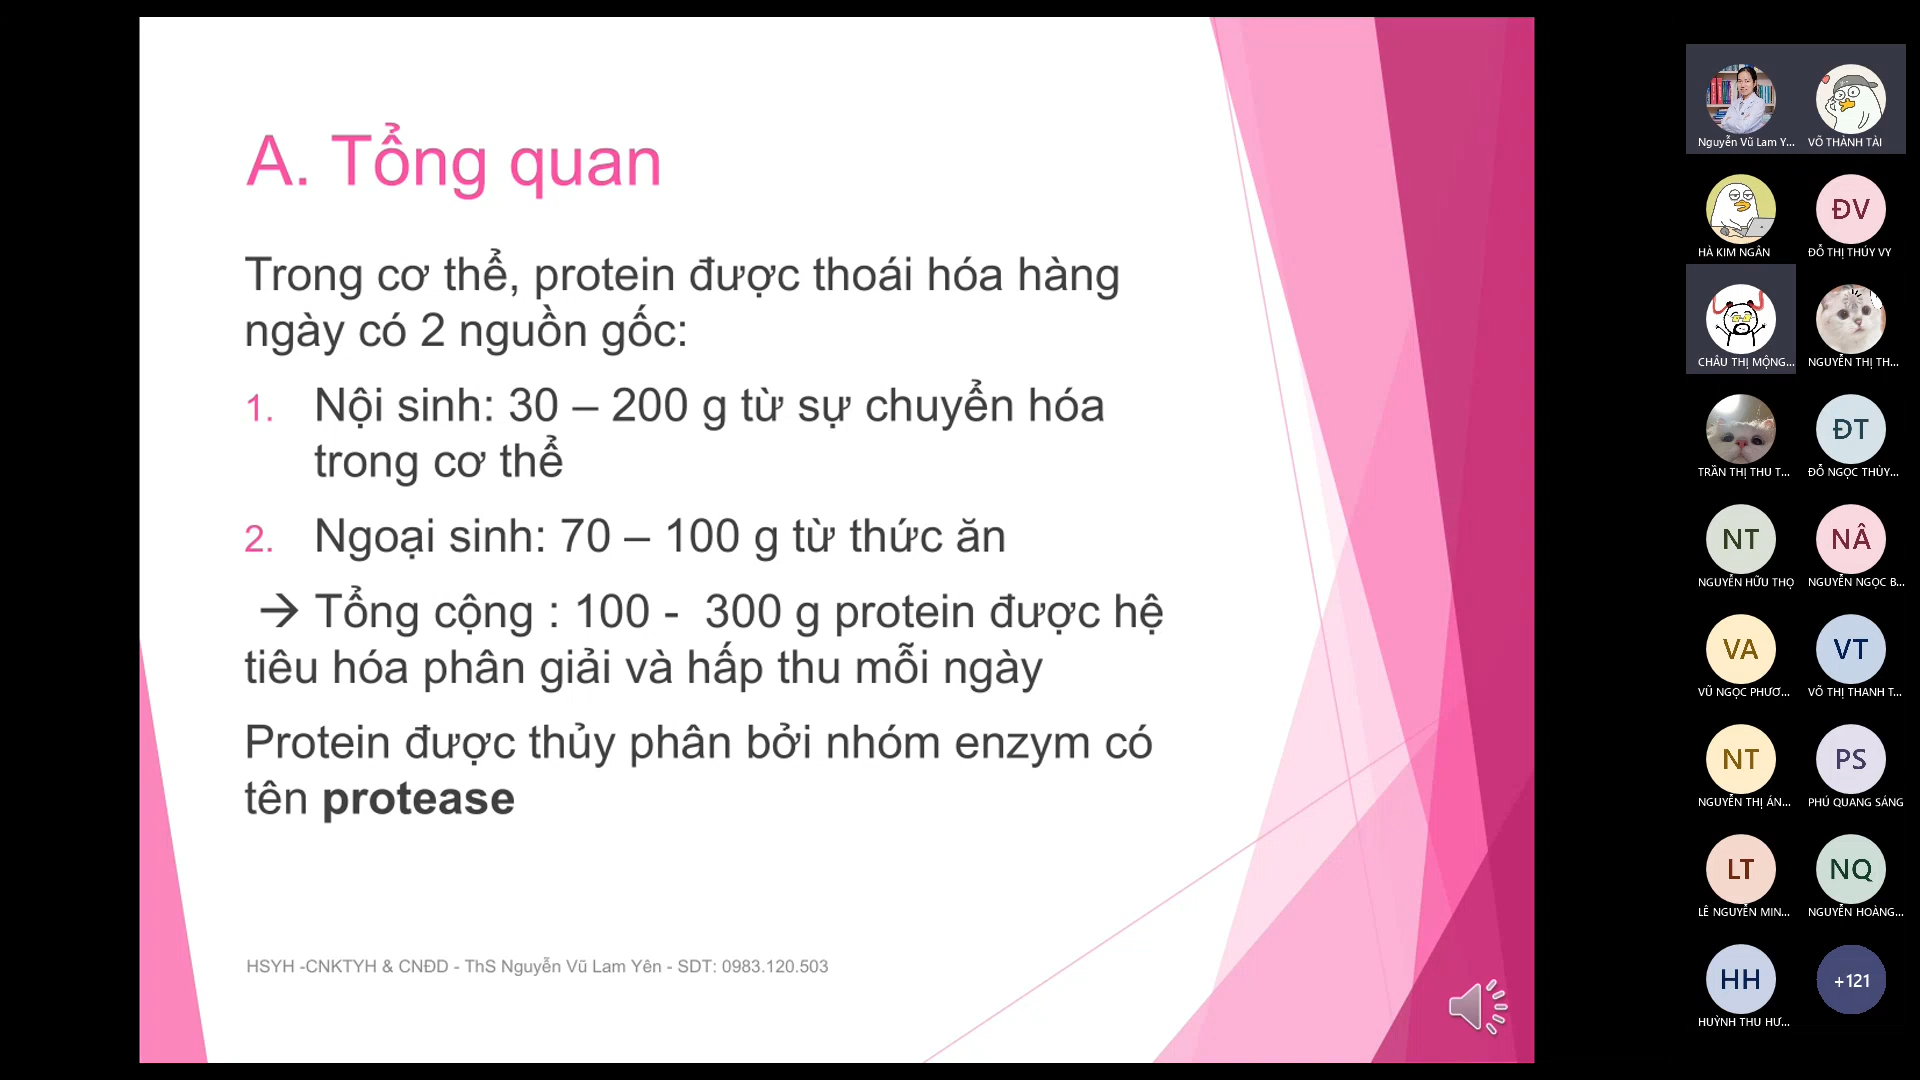 A. Tổng quan
Trong cơ thể, protein được thoái hóa hàng
ngày có 2 nguồn gốc:
1. Nội sinh: 30 – 200 g từ sự chuyển hóa
trong cơ thể
2. Ngoại sinh: 70 – 100 g từ thức ăn
→ Tổng cộng : 100 - 300 g protein được hệ
tiêu hóa phân giải và hấp thu mỗi ngày
Protein được thủy phân bởi nhóm enzym có
tên protease
HSYH -CNKTYH & CNĐD - ThS Nguyễn Vũ Lam Yên - SDT: 0983.120.503
Nguyễn Vũ Lam Y... VÕ THÀNH TÀI
ĐV
HÀ KIM NGÂN ĐỖ THỊ THÚY VY
CHÂU THỊ MỘNG... NGUYỄN THỊ TH...
ĐT
TRẦN THỊ THU T... ĐỖ NGỌC THÙY...
NT NÂ
NGUYỄN HỮU THỌ NGUYỄN NGỌC B...
VA VT
VŨ NGỌC PHƯƠ... VÕ THỊ THANH T...
NT PS
NGUYỄN THỊ ÁN... PHÚ QUANG SÁNG
LT NQ
LÊ NGUYỄN MIN... NGUYỄN HOÀNG...
HH +121
HUỲNH THU HƯ...